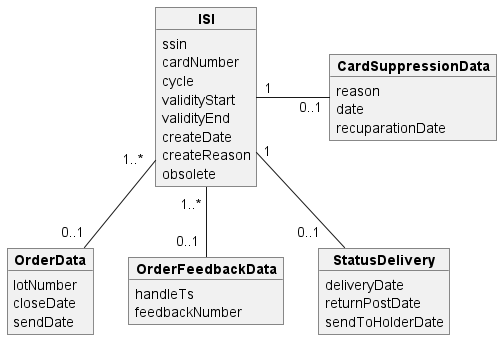 ISI
ssin
cardNumber
cycle
validityStart
validityEnd
createDate
createReason
obsolete
CardSuppressionData
reason
date
recuparationDate
1
0..1
1..*
0..1
1..*
0..1
1
0..1
OrderData
lotNumber
closeDate
sendDate
OrderFeedbackData
handleTs
feedbackNumber
StatusDelivery
deliveryDate
returnPostDate
sendToHolderDate